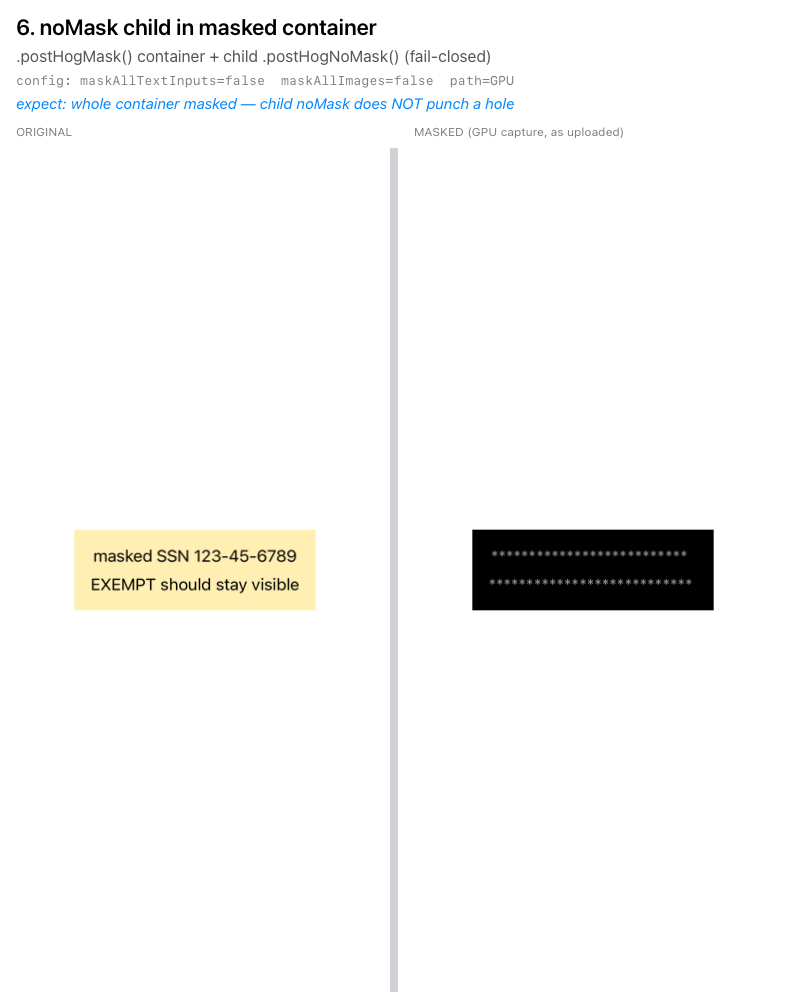 6. noMask child in masked container
.postHogMask() container + child .postHogNoMask() (fail-closed)
config: maskAllTextInputs=false  maskAllImages=false  path=GPU
expect: whole container masked — child noMask does NOT punch a hole
ORIGINAL
MASKED (GPU capture, as uploaded)
masked SSN 123-45-6789
EXEMPT should stay visible
**************************
***************************